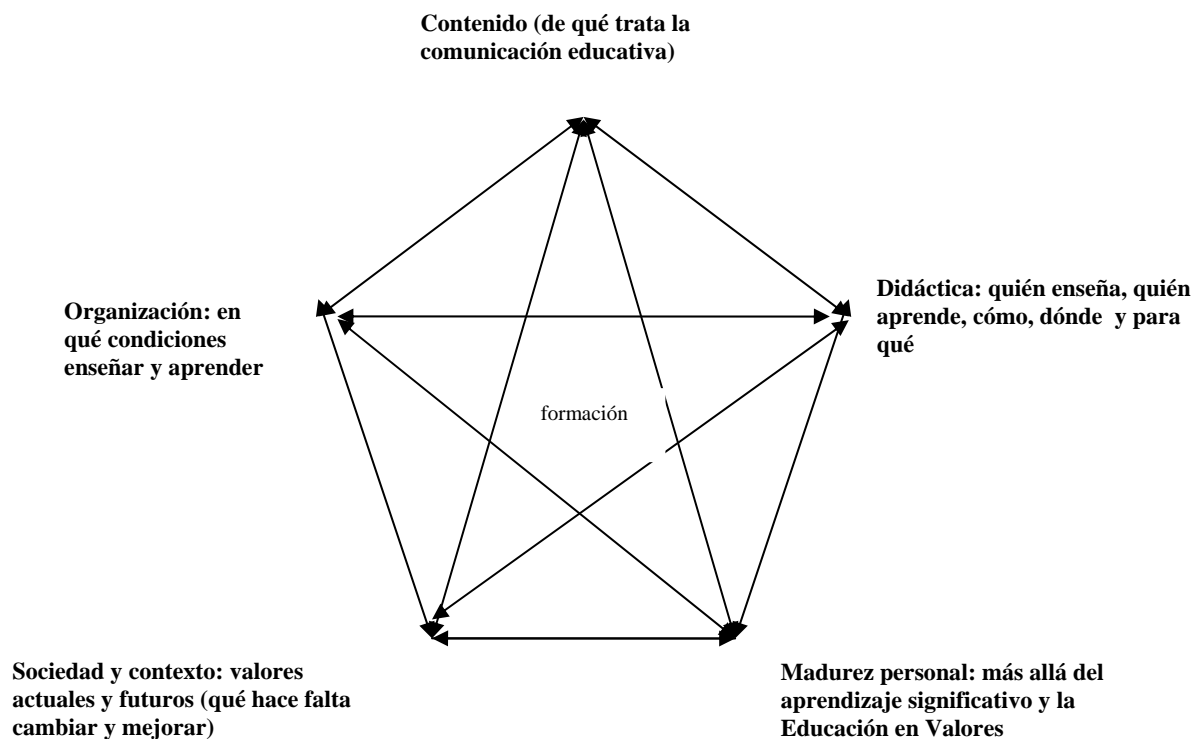 Contenido (de qué trata la
comunicación educativa)
Organización: en
qué condiciones
enseñar y aprender
Didáctica: quién enseña, quién
aprende, cómo, dónde  y para
qué
formación
Sociedad y contexto: valores
actuales y futuros (qué hace falta
cambiar y mejorar)
Madurez personal: más allá del
aprendizaje significativo y la
Educación en Valores